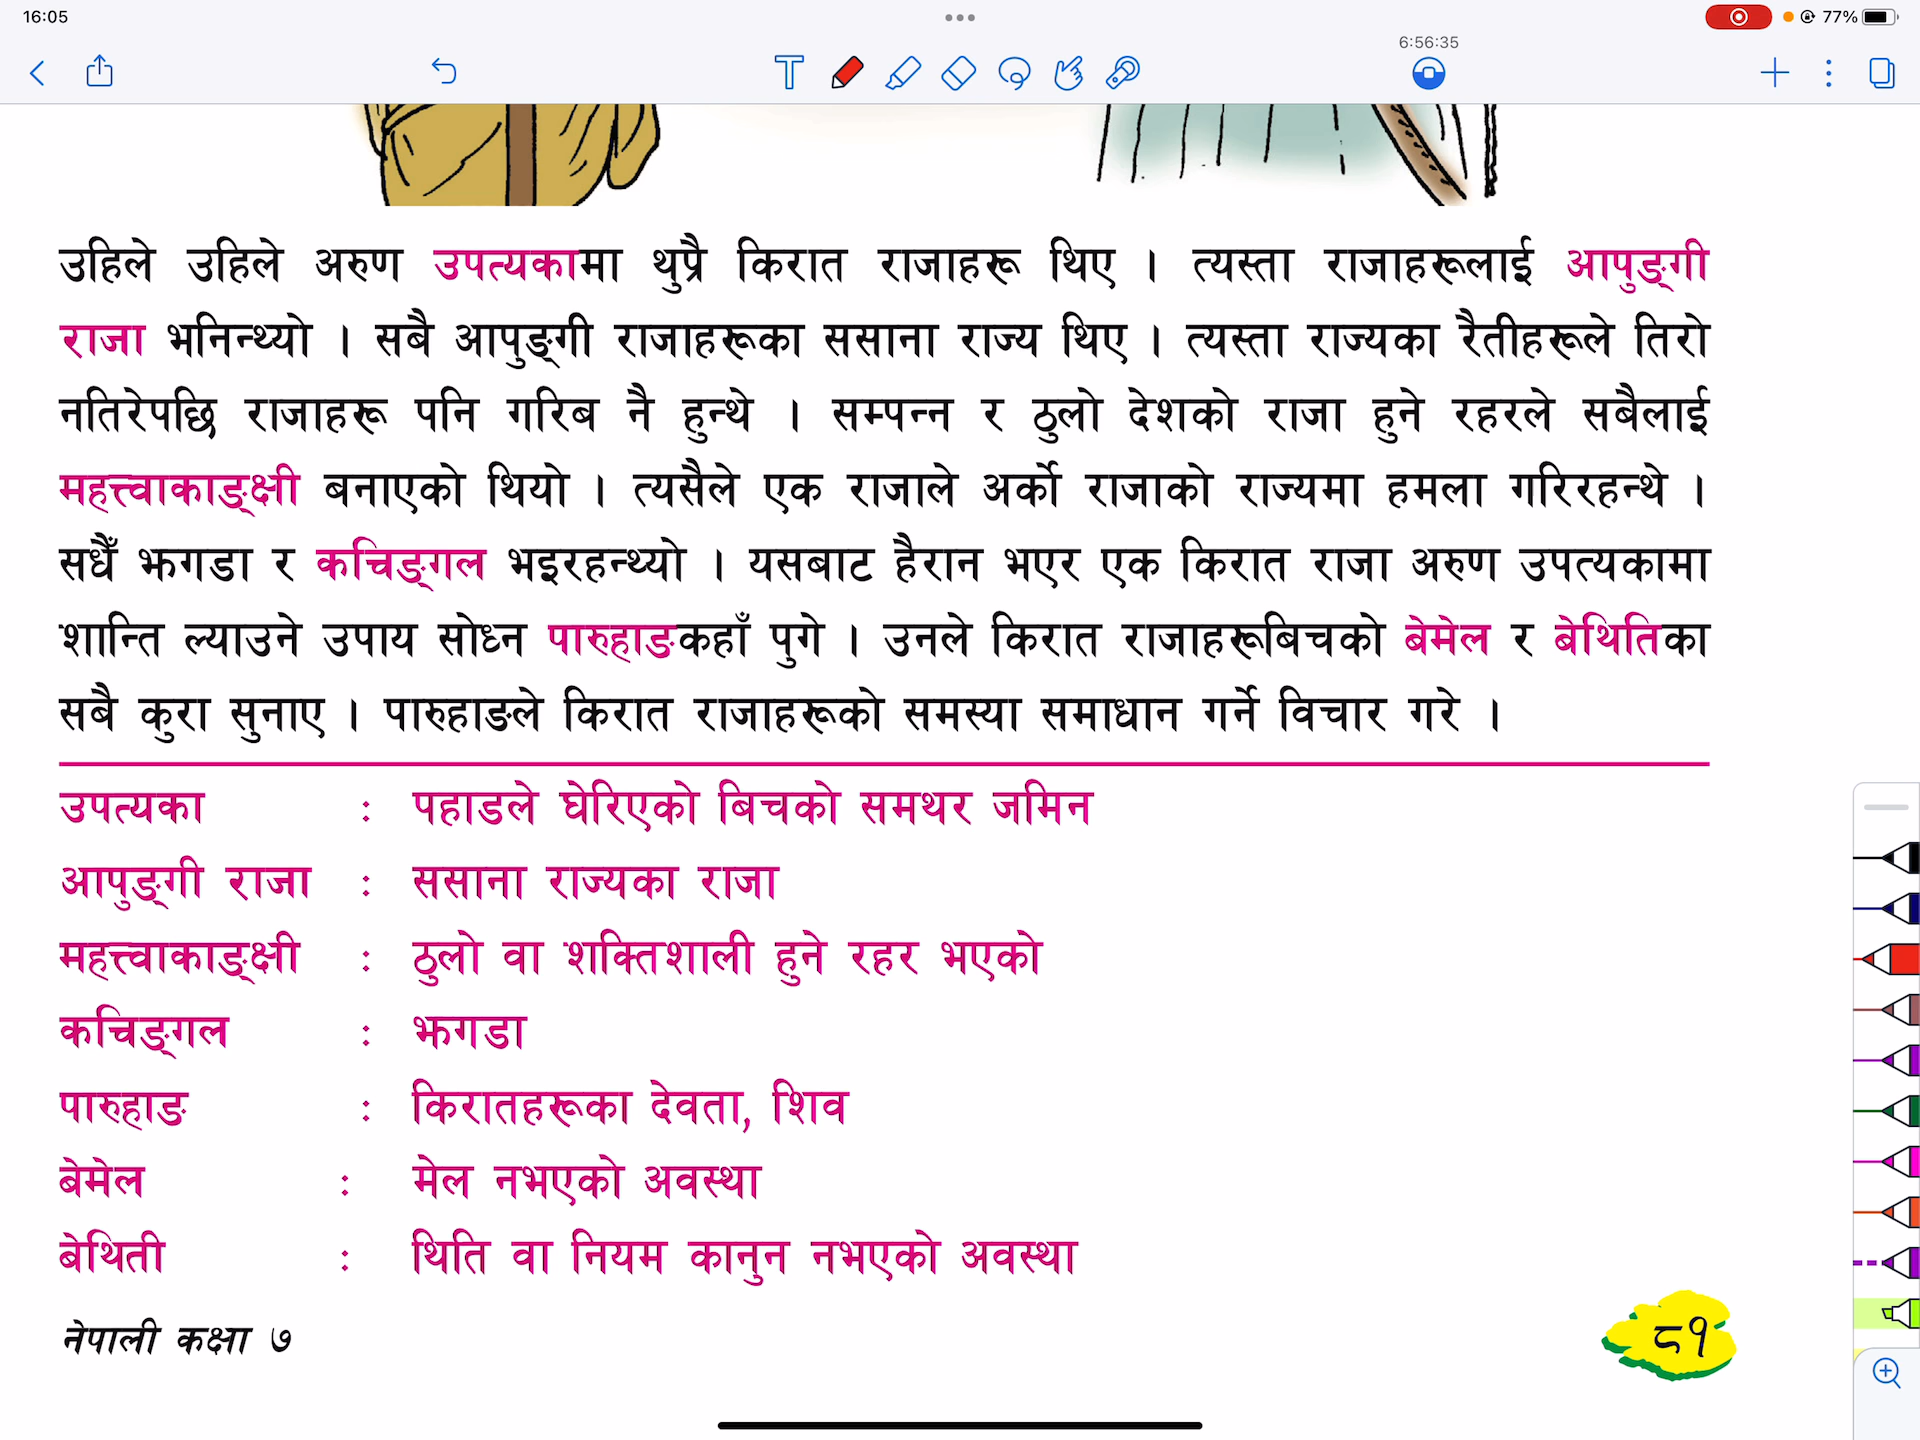 16:05
77%
6:56:35
उहिले उहिले अरुण उपत्यकामा थुप्रै किरात राजाहरू थिए । त्यस्ता राजाहरूलाई आपुङ्गी
राजा भनिन्थ्यो । सबै आपुङ्गी राजाहरूका ससाना राज्य थिए । त्यस्ता राज्यका रैतीहरूले तिरो
नतिरेपछि राजाहरू पनि गरिब नै हुन्थे । सम्पन्न र ठुलो देशको राजा हुने रहरले सबैलाई
महत्त्वाकाङ्क्षी बनाएको थियो । त्यसैले एक राजाले अर्को राजाको राज्यमा हमला गरिरहन्थे ।
सधैँ झगडा र कचिङ्गल भइरहन्थ्यो । यसबाट हैरान भएर एक किरात राजा अरुण उपत्यकामा
शान्ति ल्याउने उपाय सोध्न पारुहाङकहाँ पुगे । उनले किरात राजाहरूबिचको बेमेल र बेथितिका
सबै कुरा सुनाए । पारुहाङले किरात राजाहरूको समस्या समाधान गर्ने विचार गरे ।
उपत्यका : पहाडले घेरिएको बिचको समथर जमिन
आपुङ्गी राजा : ससाना राज्यका राजा
महत्त्वाकाङ्क्षी : ठुलो वा शक्तिशाली हुने रहर भएको
कचिङ्गल : झगडा
पारुहाङ : किरातहरूका देवता, शिव
बेमेल : मेल नभएको अवस्था
बेथिती : थिति वा नियम कानुन नभएको अवस्था
नेपाली कक्षा ७
८१